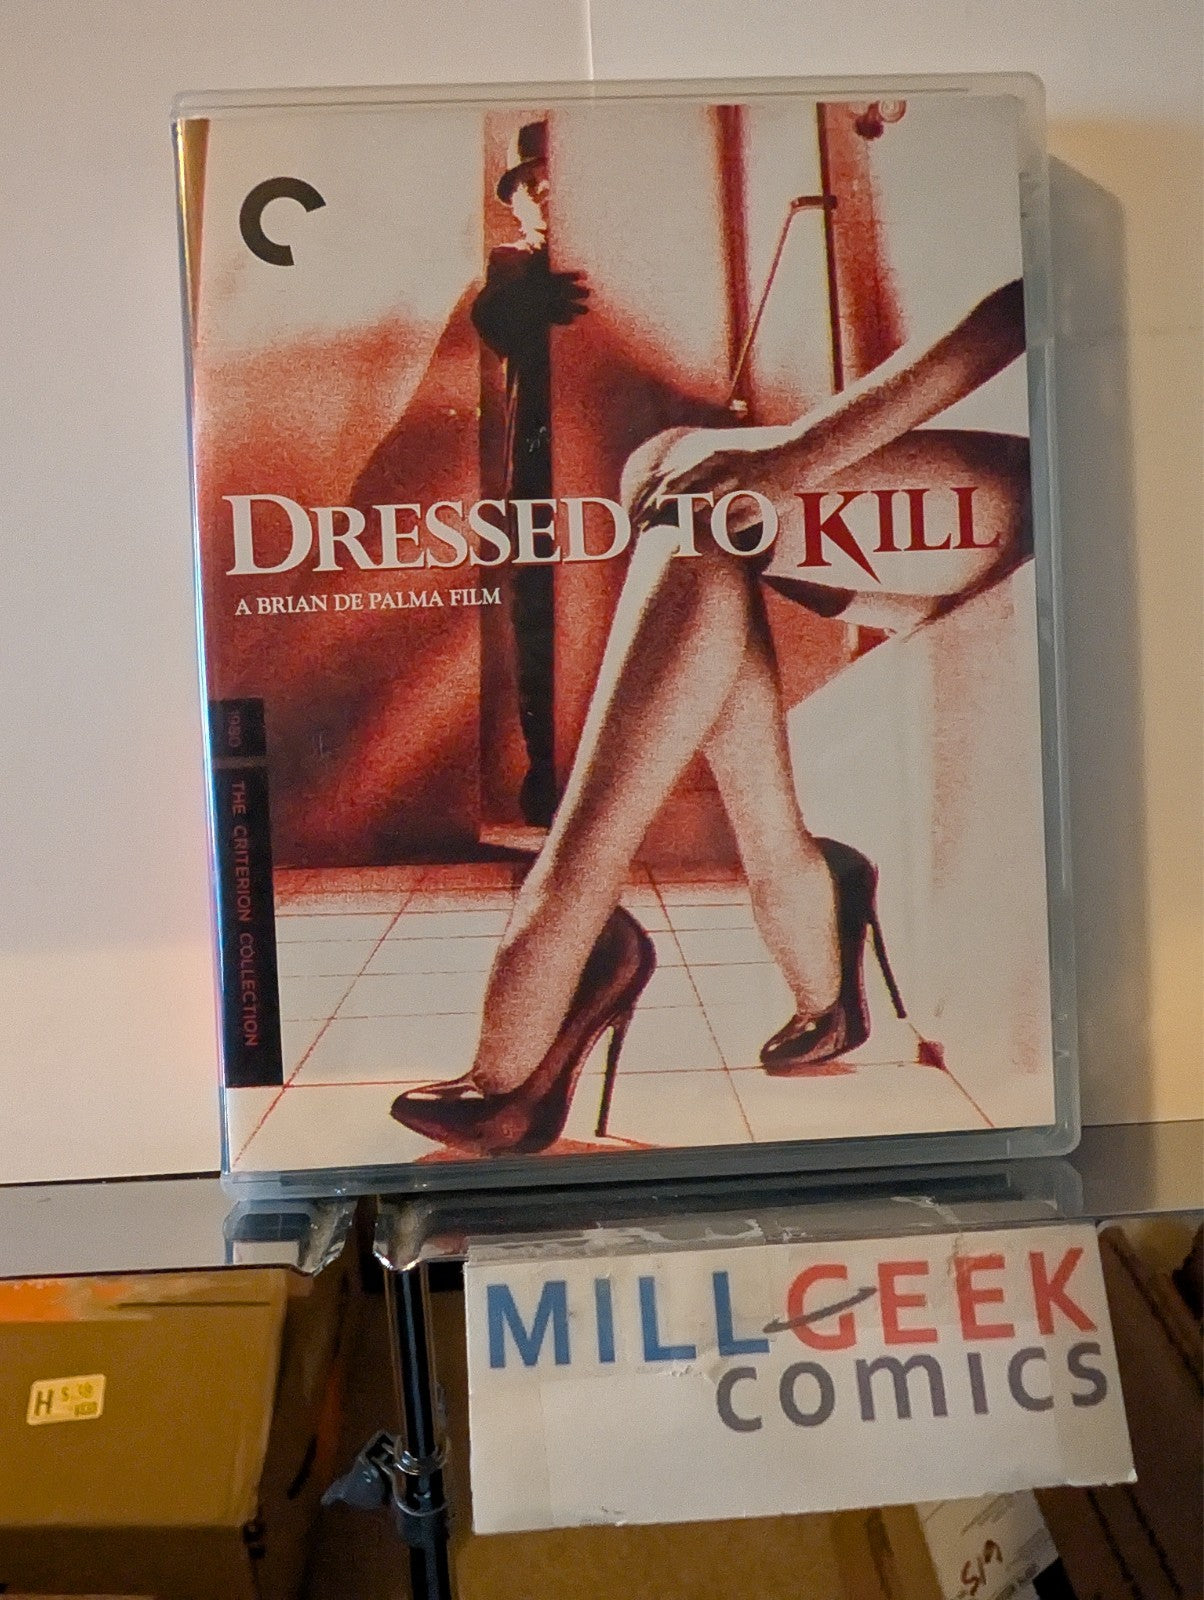 DRESSED TO KILL
A BRIAN DE PALMA FILM
1980
THE CRITERION COLLECTION
MILLGEEK
comics
H